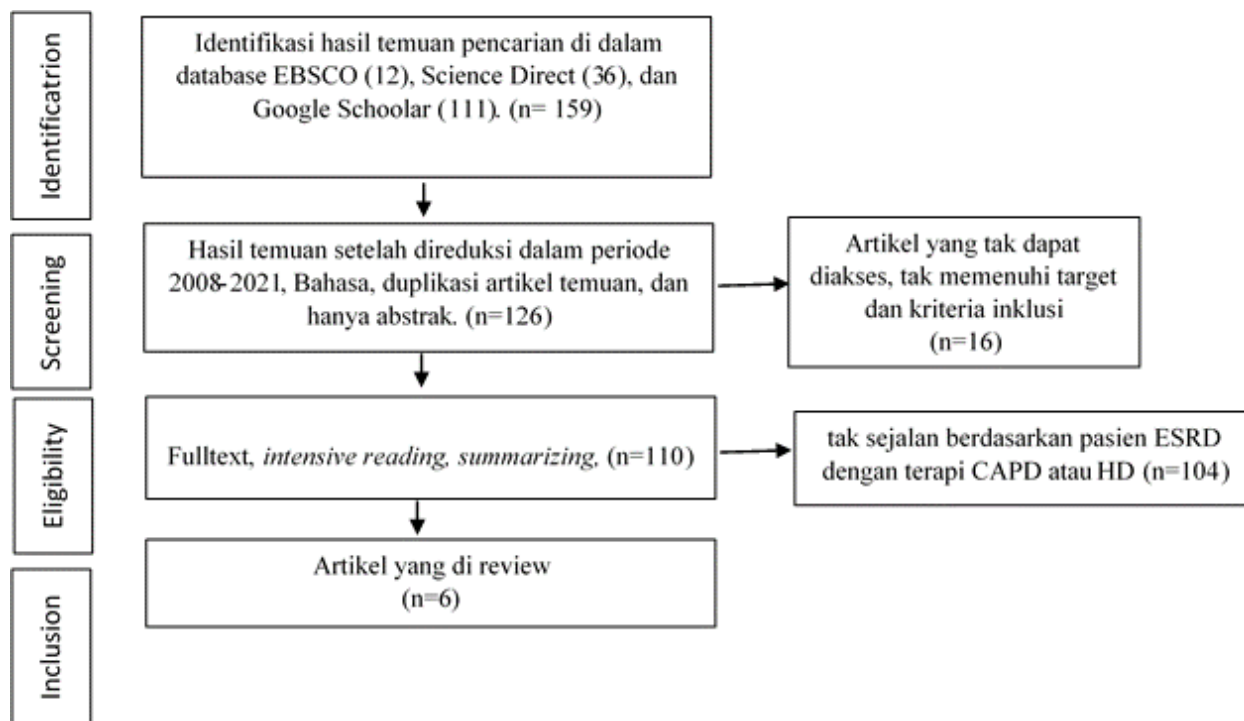 Identificatrion
Identifikasi hasil temuan pencarian di dalam
database EBSCO (12), Science Direct (36), dan
Google Schoolar (111). (n= 159)
Screening
Hasil temuan setelah direduksi dalam periode
2008-2021, Bahasa, duplikasi artikel temuan, dan
hanya abstrak. (n=126)
Artikel yang tak dapat
diakses, tak memenuhi target
dan kriteria inklusi
(n=16)
Eligibility
Fulltext, intensive reading, summarizing, (n=110)
tak sejalan berdasarkan pasien ESRD
dengan terapi CAPD atau HD (n=104)
Inclusion
Artikel yang di review
(n=6)